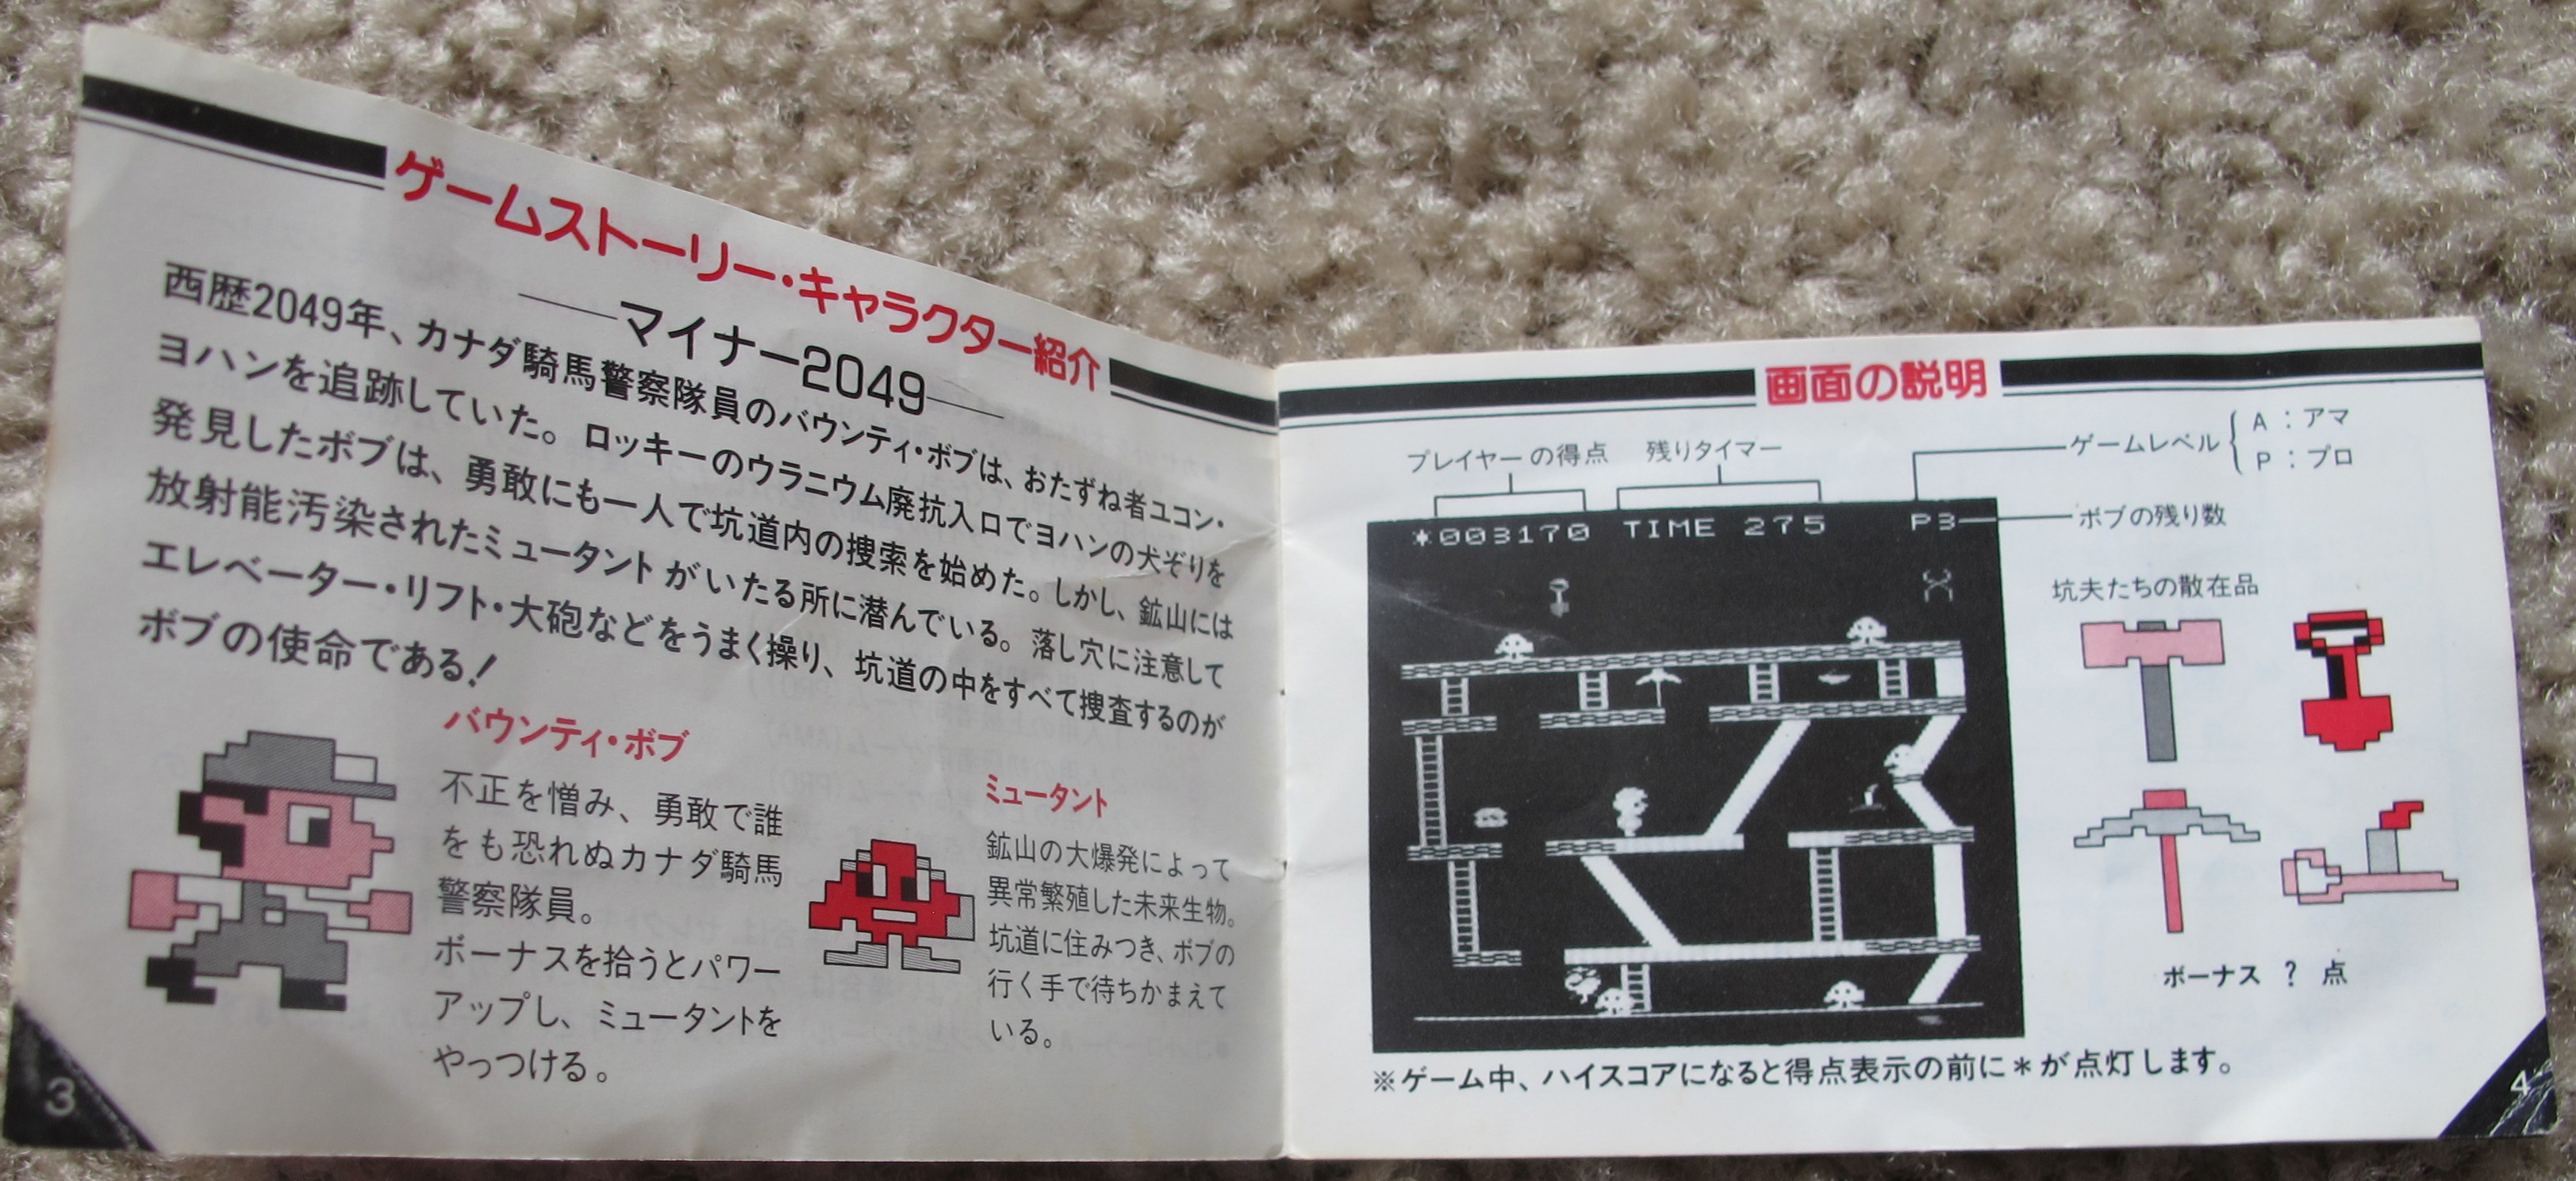 ゲームストーリー・キャラクター紹介
マイナー2049
西歴2049年、カナダ騎馬警察隊員のバウンティ・ボブは、おたずね者ユコン・
ヨハンを追跡していた。ロッキーのウラニウム廃抗入口でヨハンの犬ぞりを
発見したボブは、勇敢にも一人で坑道内の捜索を始めた。しかし、鉱山には
放射能汚染されたミュータントがいたる所に潜んでいる。落し穴に注意して
エレベーター・リフト・大砲などをうまく操り、坑道の中をすべて捜査するのが
ボブの使命である!
バウンティ・ボブ
不正を憎み、勇敢で誰
をも恐れぬカナダ騎馬
警察隊員。
ボーナスを拾うとパワー
アップし、ミュータントを
やっつける。
ミュータント
鉱山の大爆発によって
異常繁殖した未来生物。
坑道に住みつき、ボブの
行く手で待ちかまえて
いる。
3
画面の説明
プレイヤーの得点 残りタイマー
ゲームレベル
A:アマ
P:プロ
*003170 TIME 275 P3
ボブの残り数
坑夫たちの散在品
ボーナス ? 点
※ゲーム中、ハイスコアになると得点表示の前に*が点灯します。
4